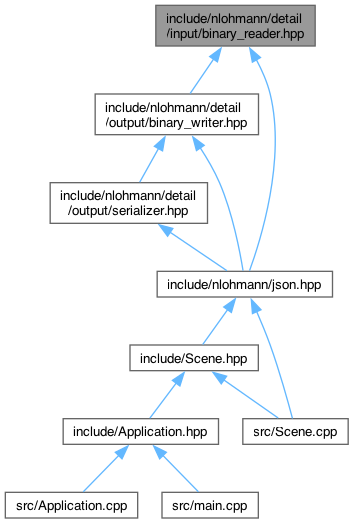 include/nlohmann/detail
/input/binary_reader.hpp
include/nlohmann/detail
/output/binary_writer.hpp
include/nlohmann/detail
/output/serializer.hpp
include/nlohmann/json.hpp
include/Scene.hpp
include/Application.hpp
src/Scene.cpp
src/Application.cpp
src/main.cpp